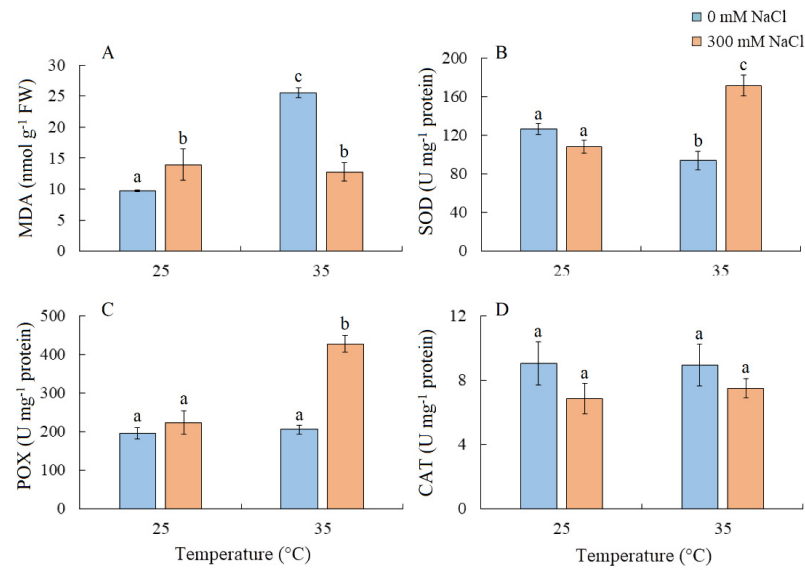 0 mM NaCl
300 mM NaCl
A
MDA (nmol g⁻¹ FW)
30
25
20
15
10
5
0
a
b
c
b
25
35
B
SOD (U mg⁻¹ protein)
200
160
120
80
40
0
a
a
b
c
25
35
C
POX (U mg⁻¹ protein)
500
400
300
200
100
0
a
a
a
b
25
35
Temperature (°C)
D
CAT (U mg⁻¹ protein)
12
8
4
0
a
a
a
a
25
35
Temperature (°C)